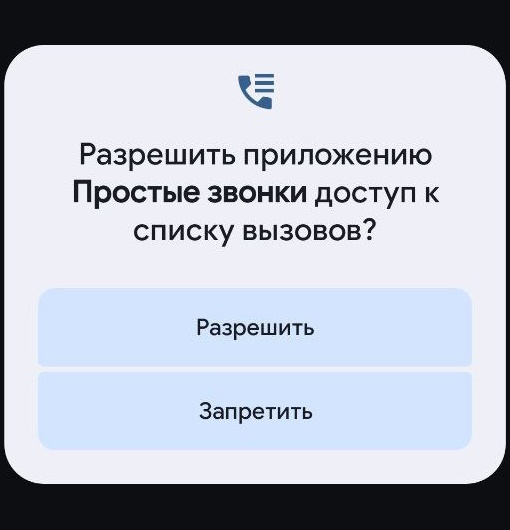 Разрешить приложению
Простые звонки доступ к
списку вызовов?
Разрешить
Запретить